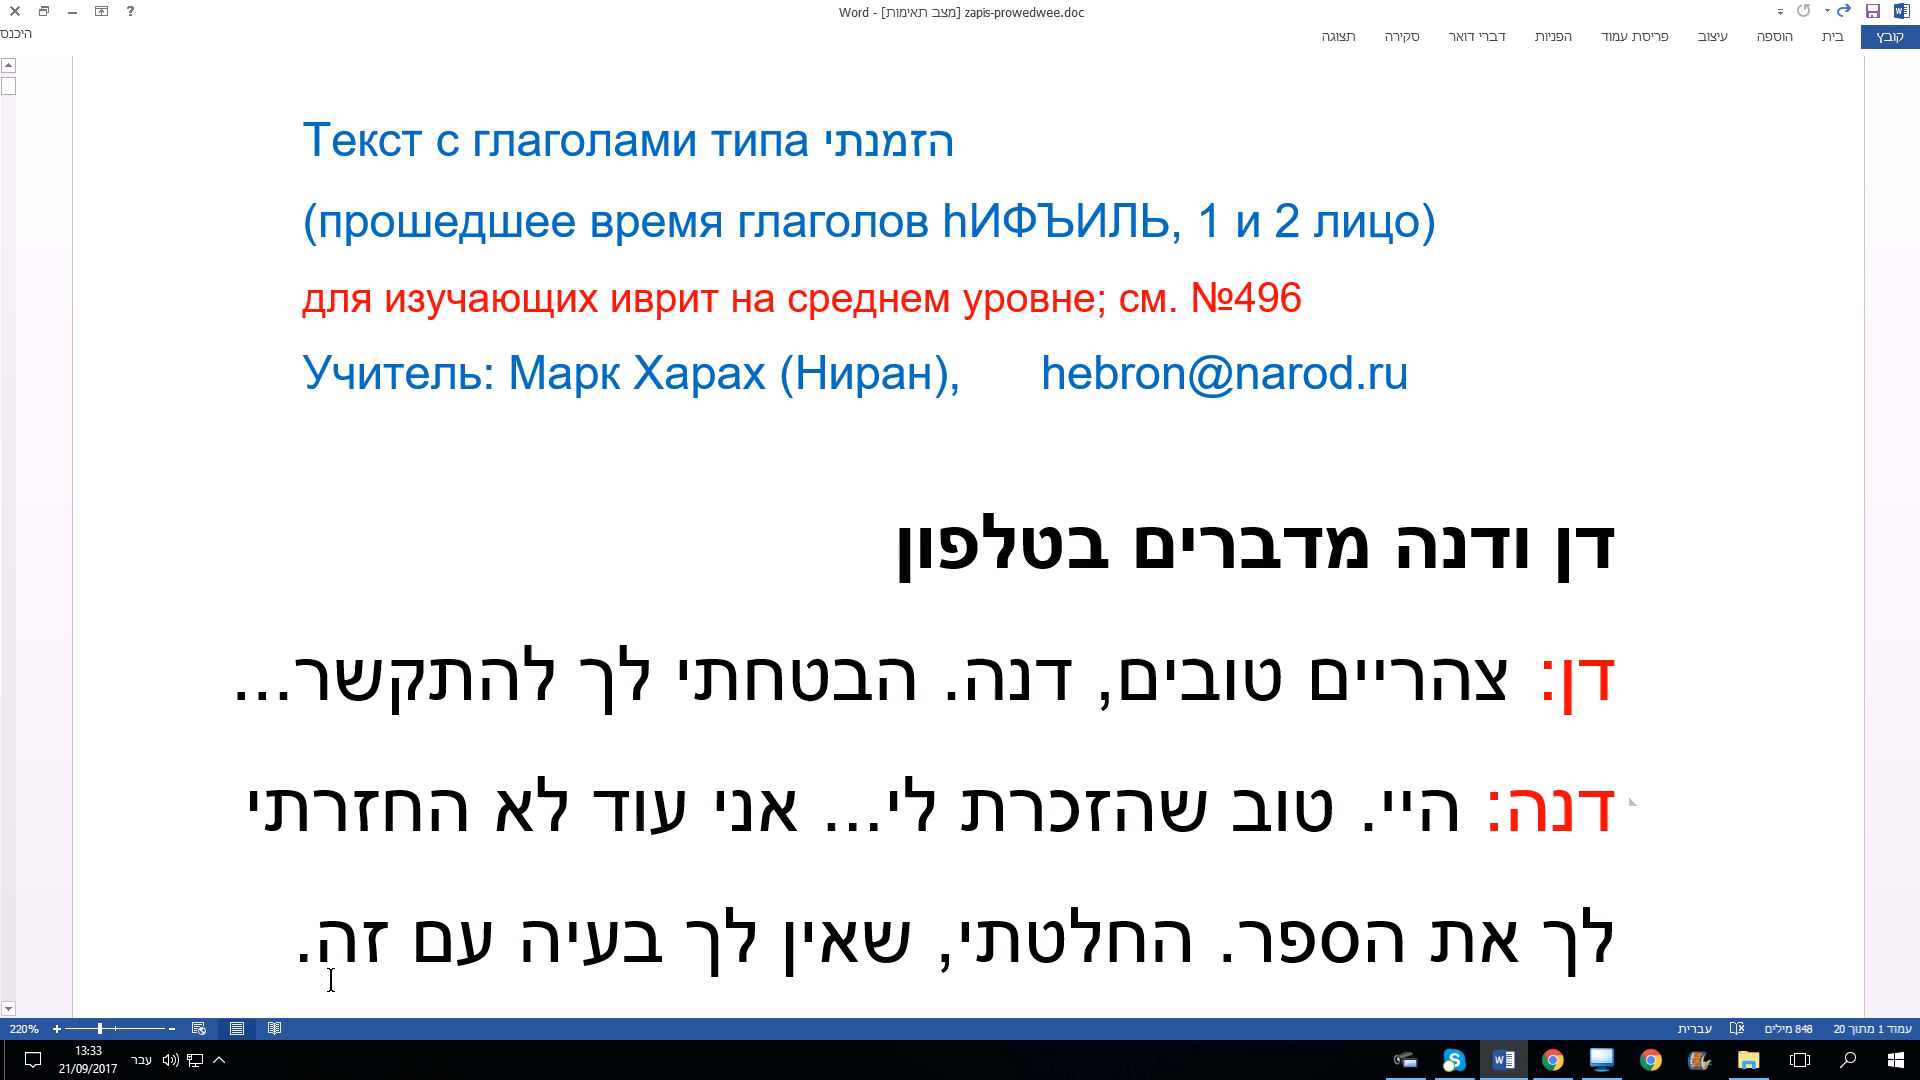 zapis-prowedwee.doc [מצב תאימות] - Word
היכנס
קובץ
בית
הוספה
עיצוב
פריסת עמוד
הפניות
דברי דואר
סקירה
תצוגה
Текст с глаголами типа הזמנתי
(прошедшее время глаголов hИФЪИЛЬ, 1 и 2 лицо)
для изучающих иврит на среднем уровне; см. №496
Учитель: Марк Харах (Ниран), hebron@narod.ru
דן ודנה מדברים בטלפון
דן: צהריים טובים, דנה. הבטחתי לך להתקשר...
דנה: היי. טוב שהזכרת לי... אני עוד לא החזרתי
לך את הספר. החלטתי, שאין לך בעיה עם זה.
עמוד 1 מתוך 20
848 מילים
עברית
220%
עבר
13:33
21/09/2017